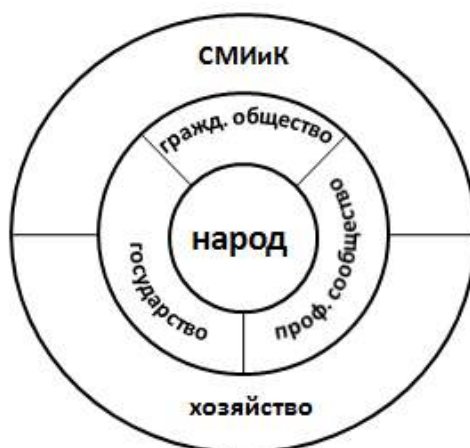 СМИиК
гражд. общество
народ
государство
проф. сообщество
хозяйство